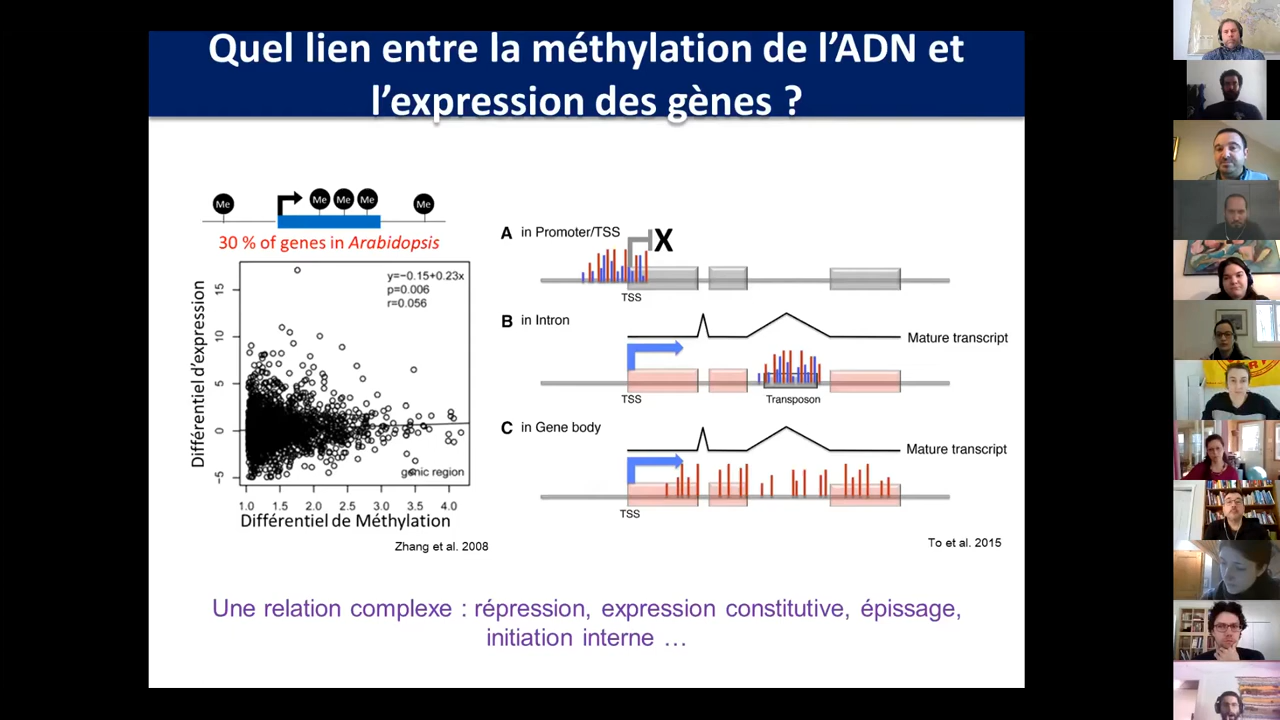 Quel lien entre la méthylation de l'ADN et
l'expression des gènes ?
Me
Me
Me
Me
Me
30 % of genes in Arabidopsis
y=−0.15+0.23x
p=0.006
r=0.056
Différentiel d'expression
15
10
5
0
−5
genic region
1.0 1.5 2.0 2.5 3.0 3.5 4.0
Différentiel de Méthylation
Zhang et al. 2008
A in Promoter/TSS
X
TSS
B in Intron
Mature transcript
TSS
Transposon
C in Gene body
Mature transcript
TSS
To et al. 2015
Une relation complexe : répression, expression constitutive, épissage,
initiation interne …